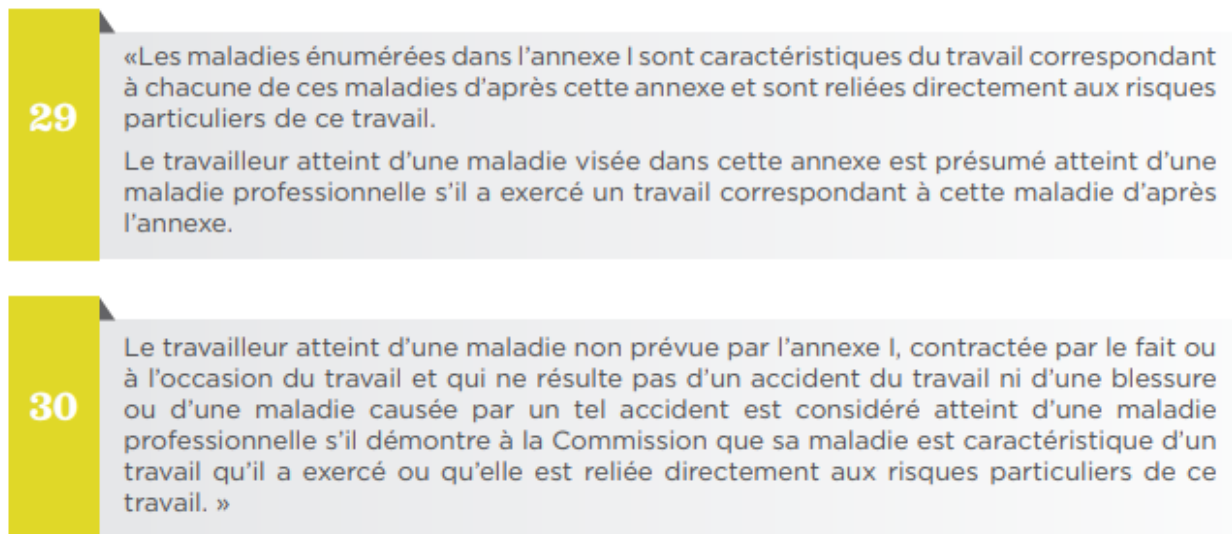 29
«Les maladies énumérées dans l'annexe I sont caractéristiques du travail correspondant
à chacune de ces maladies d'après cette annexe et sont reliées directement aux risques
particuliers de ce travail.
Le travailleur atteint d'une maladie visée dans cette annexe est présumé atteint d'une
maladie professionnelle s'il a exercé un travail correspondant à cette maladie d'après
l'annexe.
30
Le travailleur atteint d'une maladie non prévue par l'annexe I, contractée par le fait ou
à l'occasion du travail et qui ne résulte pas d'un accident du travail ni d'une blessure
ou d'une maladie causée par un tel accident est considéré atteint d'une maladie
professionnelle s'il démontre à la Commission que sa maladie est caractéristique d'un
travail qu'il a exercé ou qu'elle est reliée directement aux risques particuliers de ce
travail. »